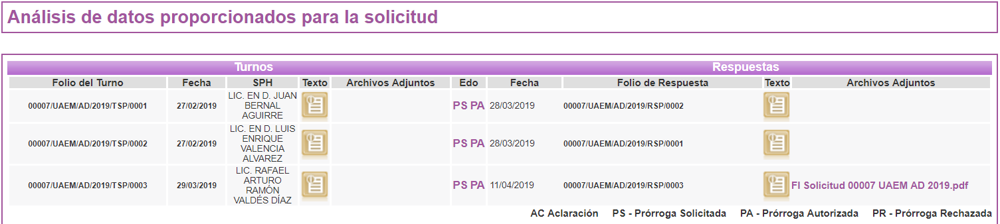 Análisis de datos proporcionados para la solicitud
Turnos Respuestas
Folio del Turno Fecha SPH Texto Archivos Adjuntos Edo Fecha Folio de Respuesta Texto Archivos Adjuntos
00007/UAEM/AD/2019/TSP/0001 27/02/2019 LIC. EN D. JUAN BERNAL AGUIRRE PS PA 28/03/2019 00007/UAEM/AD/2019/RSP/0002
00007/UAEM/AD/2019/TSP/0002 27/02/2019 LIC. EN D. LUIS ENRIQUE VALENCIA ALVAREZ PS PA 28/03/2019 00007/UAEM/AD/2019/RSP/0001
00007/UAEM/AD/2019/TSP/0003 29/03/2019 LIC. RAFAEL ARTURO RAMÓN VALDÉS DÍAZ PS PA 11/04/2019 00007/UAEM/AD/2019/RSP/0003 FI Solicitud 00007 UAEM AD 2019.pdf
AC Aclaración PS - Prórroga Solicitada PA - Prórroga Autorizada PR - Prórroga Rechazada